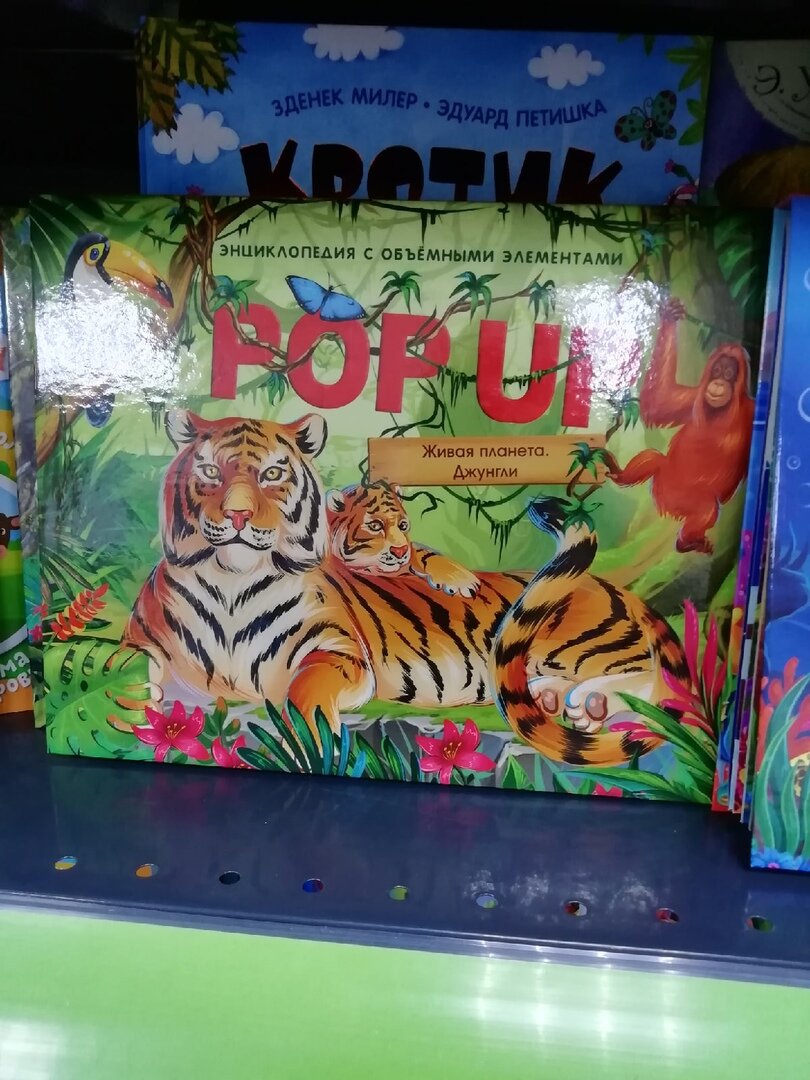 ЗДЕНЕК МИЛЕР • ЭДУАРД ПЕТИШКА
КРОТИК
Э. У
ЭНЦИКЛОПЕДИЯ С ОБЪЁМНЫМИ ЭЛЕМЕНТАМИ
POP UP
Живая планета.
Джунгли